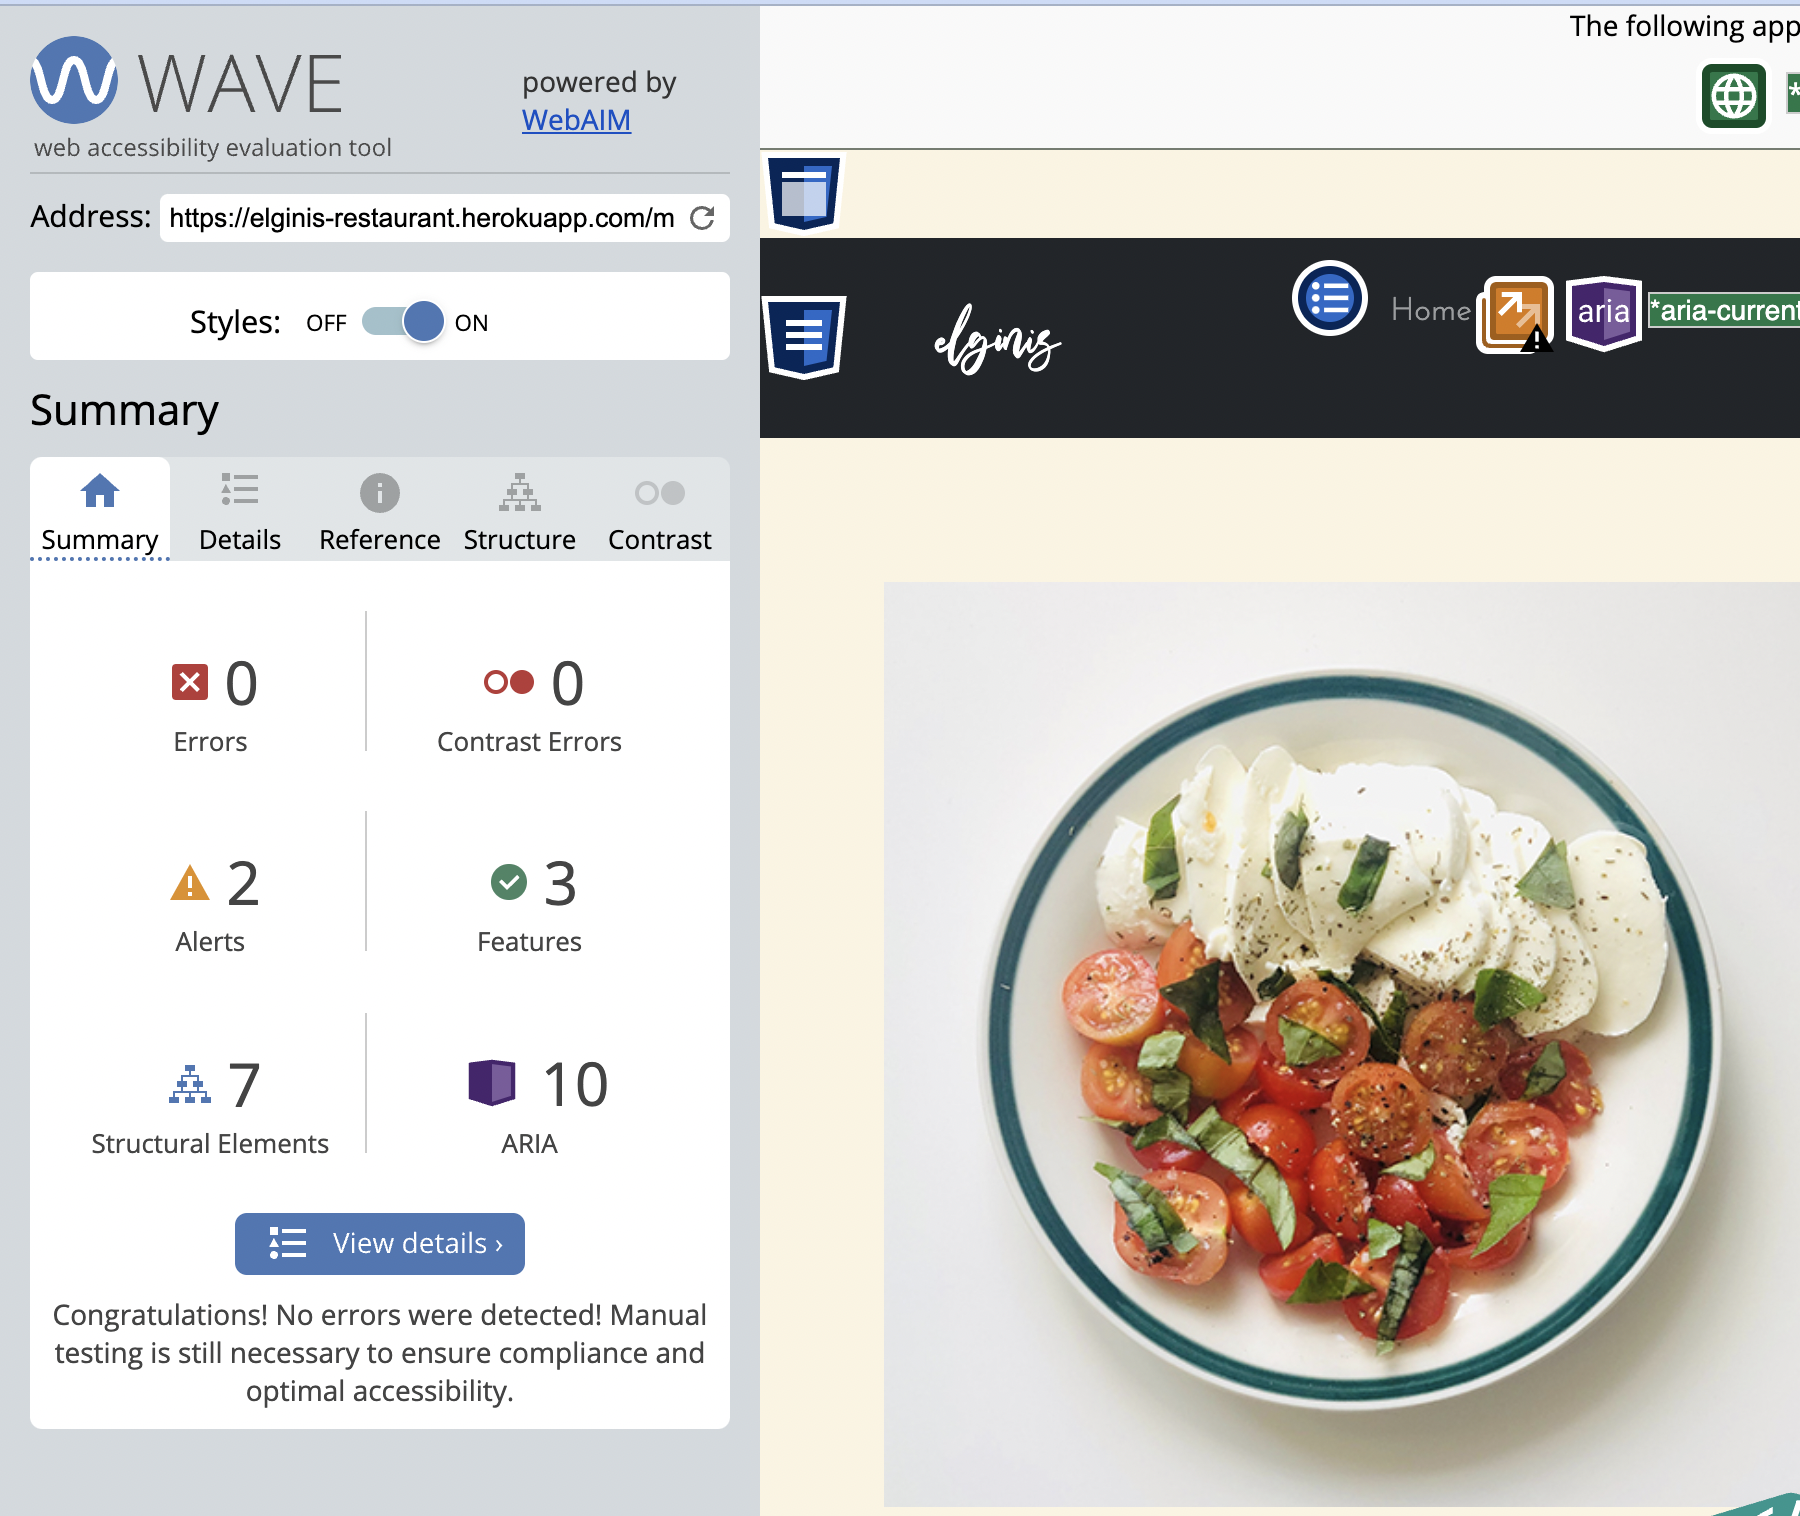 WAVE
web accessibility evaluation tool
powered by
WebAIM
Address: https://elginis-restaurant.herokuapp.com/m
Styles: OFF ON
Summary
Summary Details Reference Structure Contrast
0 Errors
0 Contrast Errors
2 Alerts
3 Features
7 Structural Elements
10 ARIA
View details ›
Congratulations! No errors were detected! Manual
testing is still necessary to ensure compliance and
optimal accessibility.
The following app
*
elginis
Home
aria
*aria-current